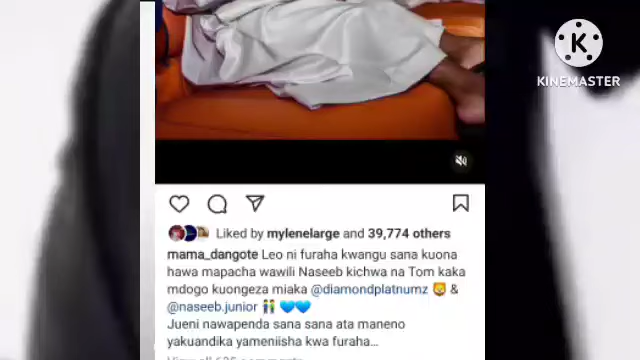 K
KINEMASTER
Liked by mylenelarge and 39,774 others
mama_dangote Leo ni furaha kwangu sana kuona
hawa mapacha wawili Naseeb kichwa na Tom kaka
mdogo kuongeza miaka @diamondplatnumz &
@naseeb.junior
Jueni nawapenda sana sana ata maneno
yakuandika yameniisha kwa furaha...